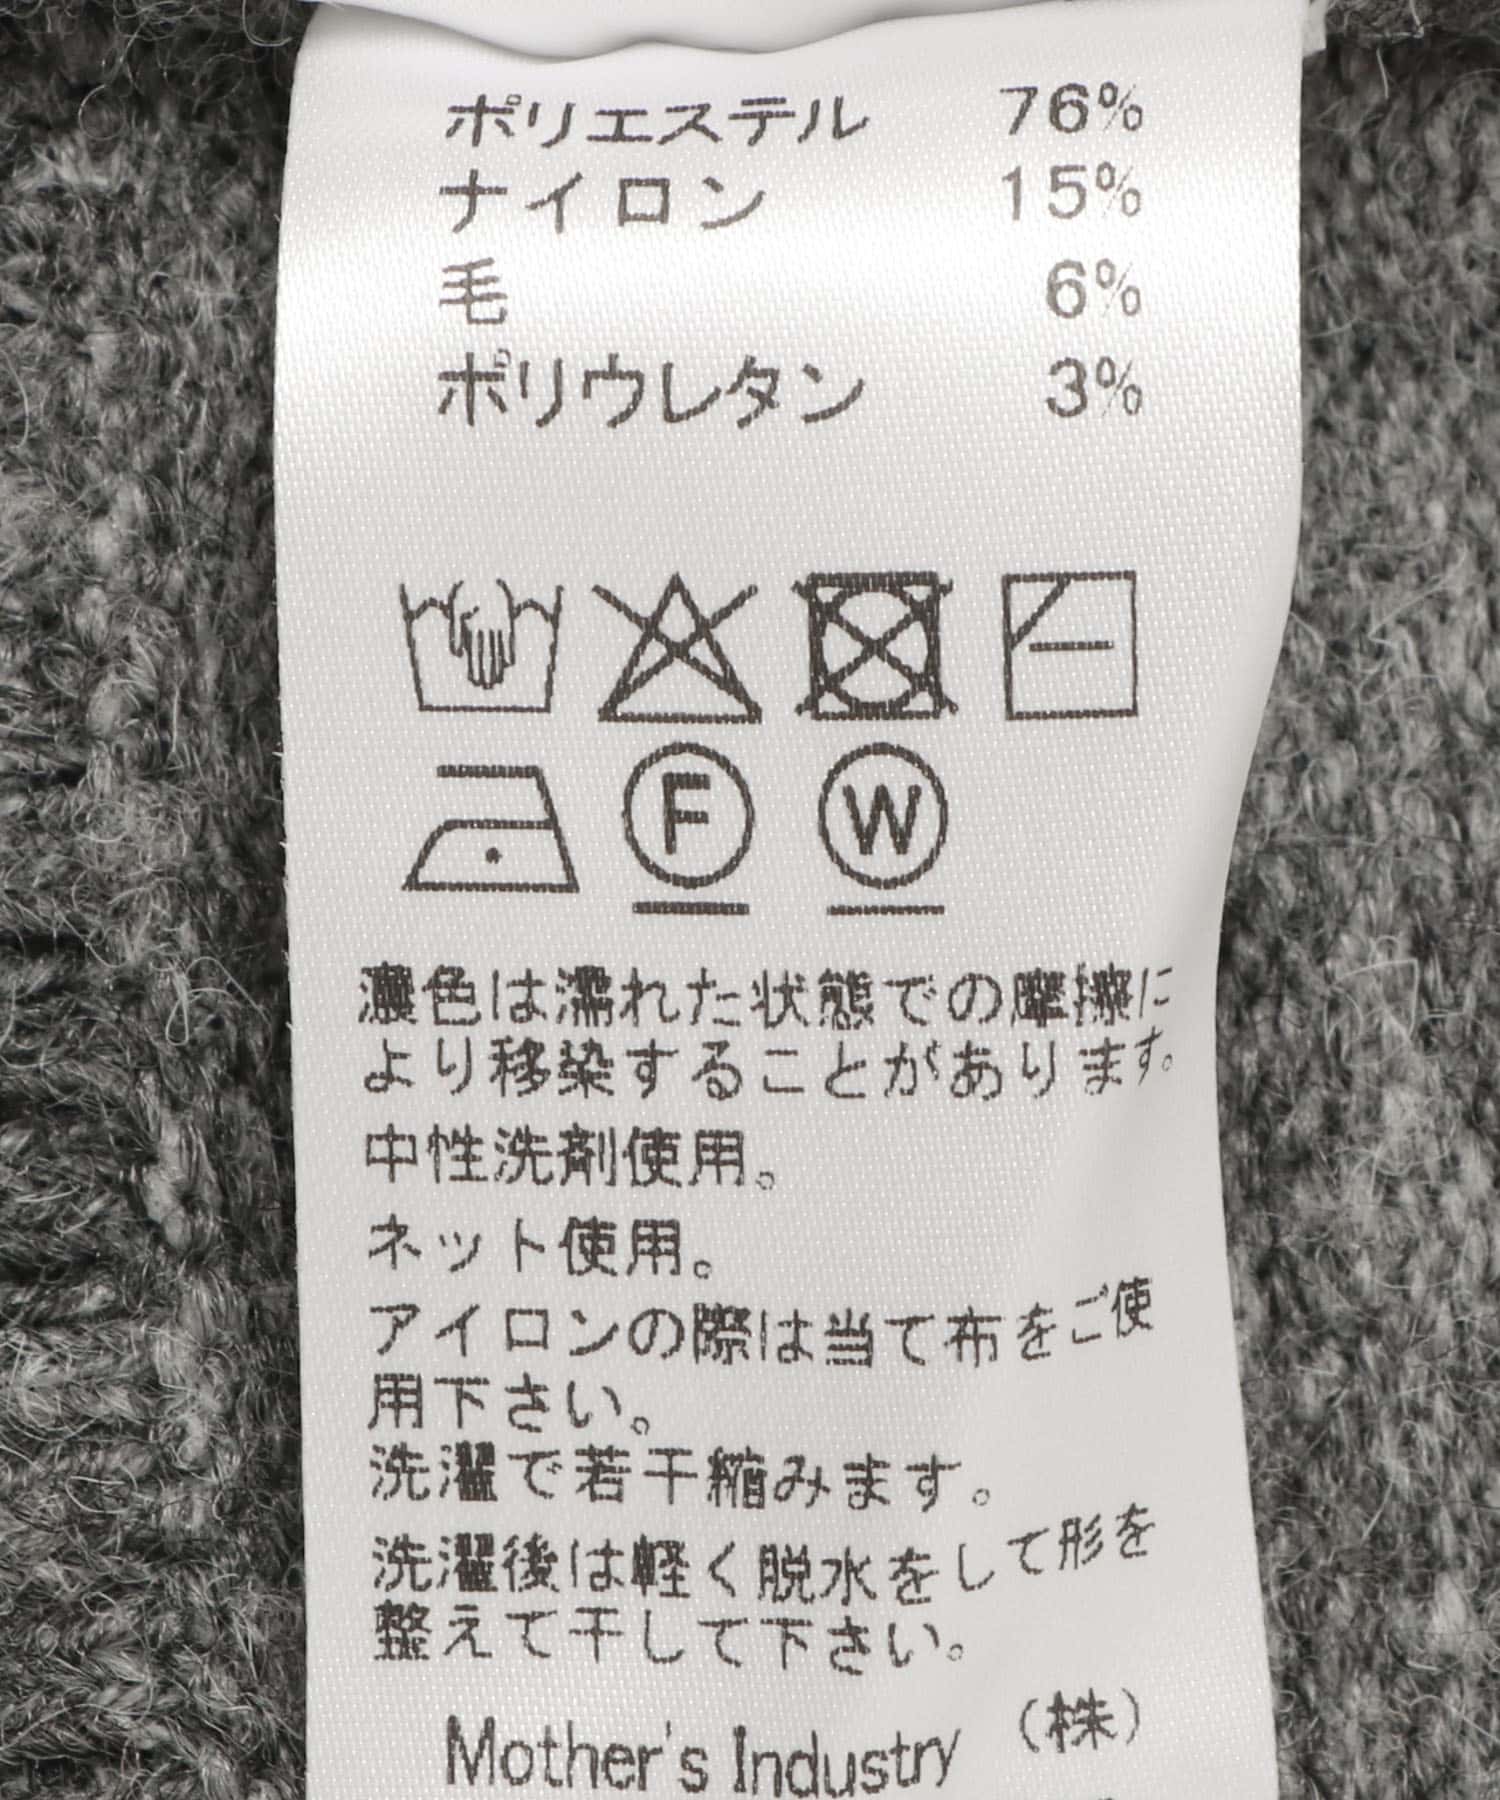 ポリエステル 76%
ナイロン 15%
毛 6%
ポリウレタン 3%
F W
濃色は濡れた状態での摩擦に
より移染することがあります。
中性洗剤使用。
ネット使用。
アイロンの際は当て布をご使
用下さい。
洗濯で若干縮みます。
洗濯後は軽く脱水をして形を
整えて干して下さい。
Mother's Industry (株)